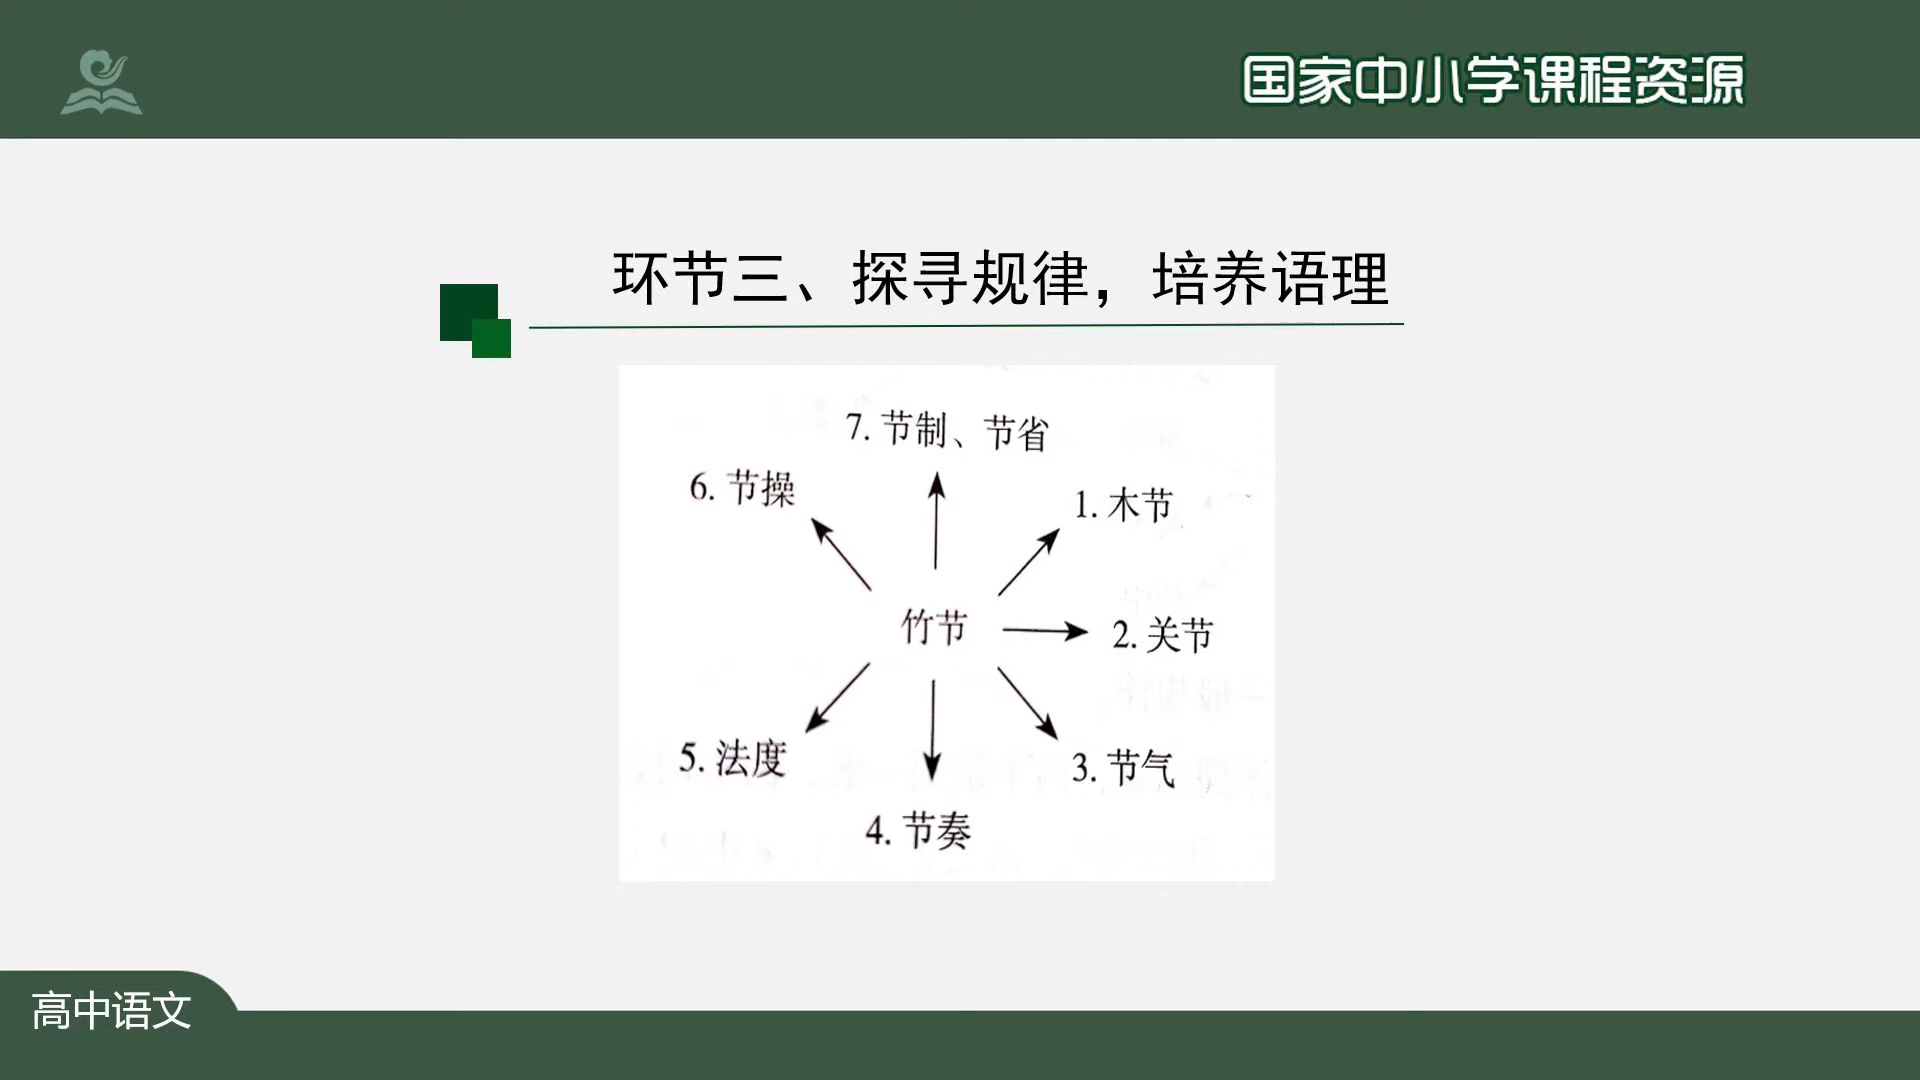 国家中小学课程资源
环节三、探寻规律，培养语理
7. 节制、节省
6. 节操
1. 木节
竹节
2. 关节
5. 法度
3. 节气
4. 节奏
高中语文